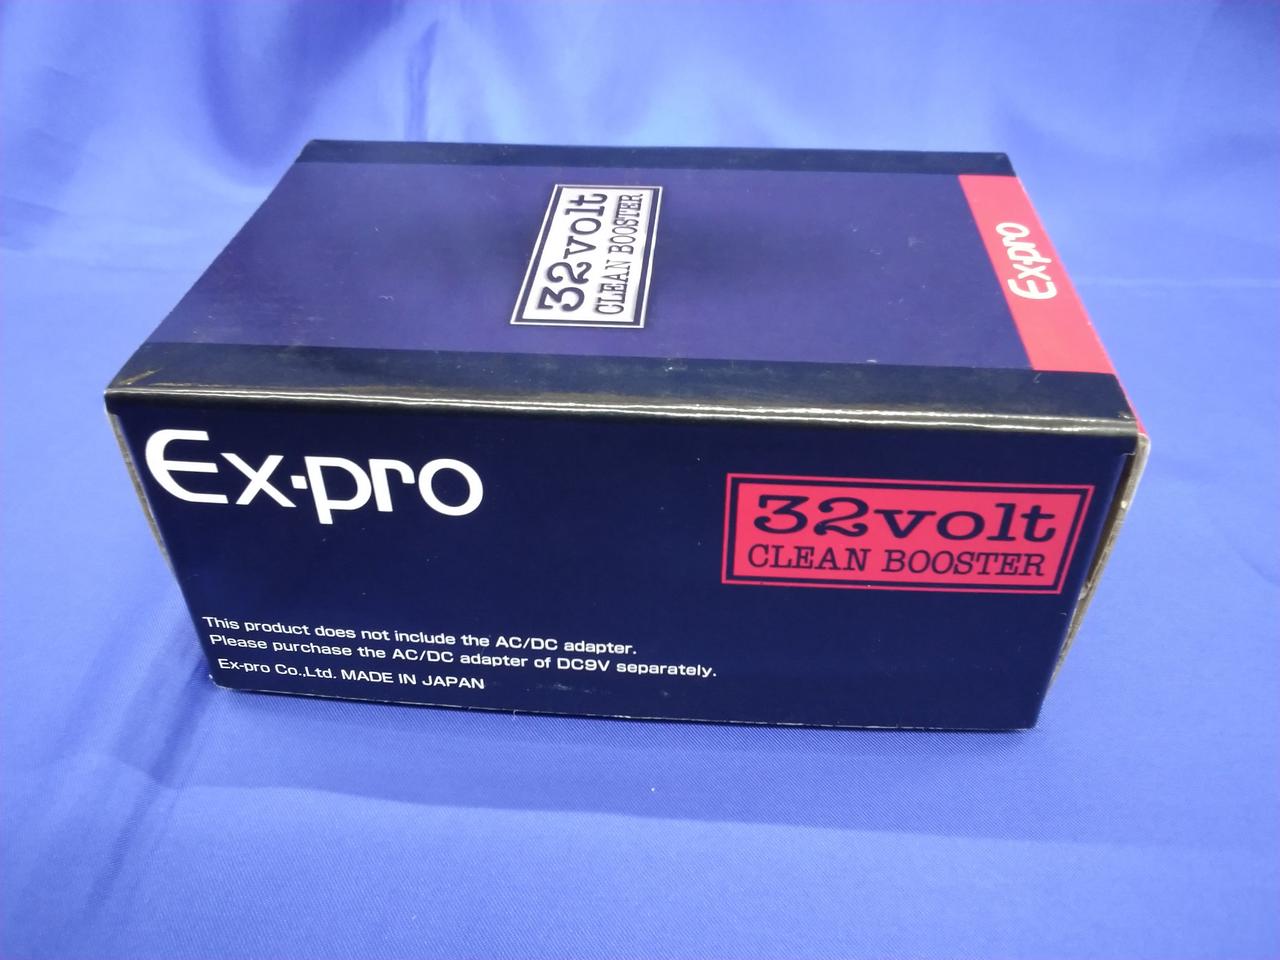 32volt
CLEAN BOOSTER
Ex-pro
Ex-pro
32volt
CLEAN BOOSTER
This product does not include the AC/DC adapter.
Please purchase the AC/DC adapter of DC9V separately.
Ex-pro Co.,Ltd. MADE IN JAPAN